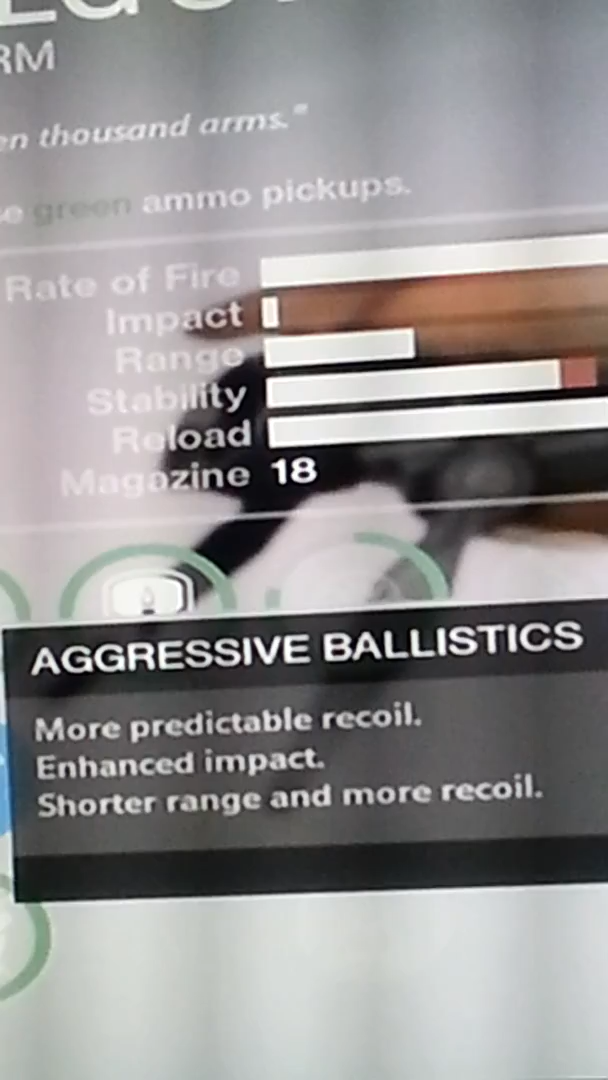 RM
en thousand arms."
e green ammo pickups.
Rate of Fire
Impact
Range
Stability
Reload
Magazine 18
AGGRESSIVE BALLISTICS
More predictable recoil.
Enhanced impact.
Shorter range and more recoil.